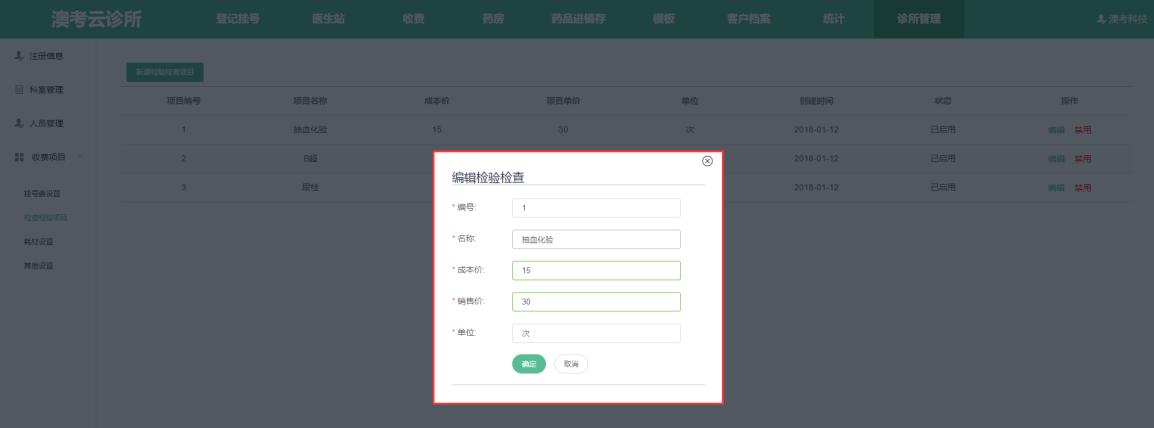 澳考云诊所 登记挂号 医生站 收费 药房 药品进销存 模板 客户档案 统计 诊所管理 澳考科技
注册信息
科室管理
人员管理
收费项目
挂号费设置
检查检验项目
耗材设置
其他设置
新增检验检查项目
项目编号 项目名称 成本价 项目单价 单位 创建时间 状态 操作
1 抽血化验 15 30 次 2018-01-12 已启用 编辑 禁用
2 B超 2018-01-12 已启用 编辑 禁用
3 尿检 2018-01-12 已启用 编辑 禁用
编辑检验检查
* 编号: 1
* 名称: 抽血化验
* 成本价: 15
* 销售价: 30
* 单位: 次
确定 取消